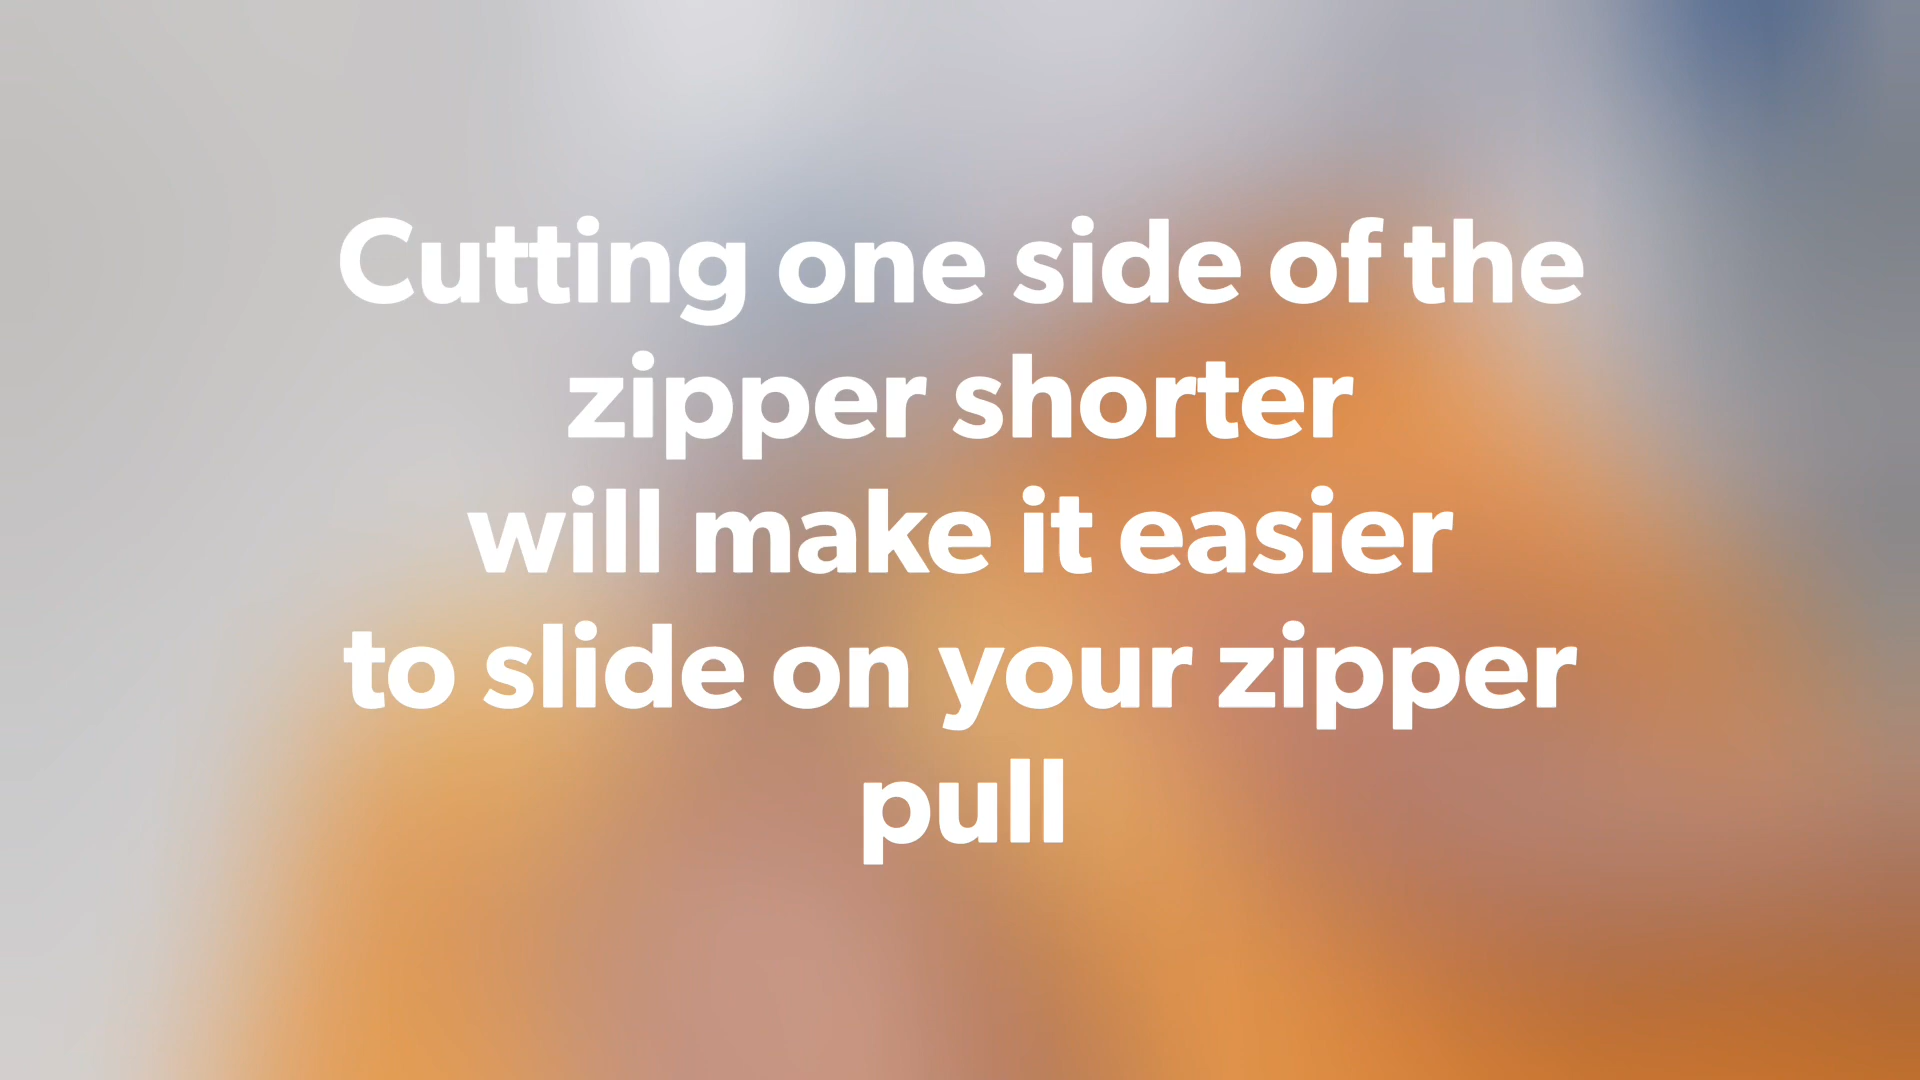 Cutting one side of the
zipper shorter
will make it easier
to slide on your zipper
pull